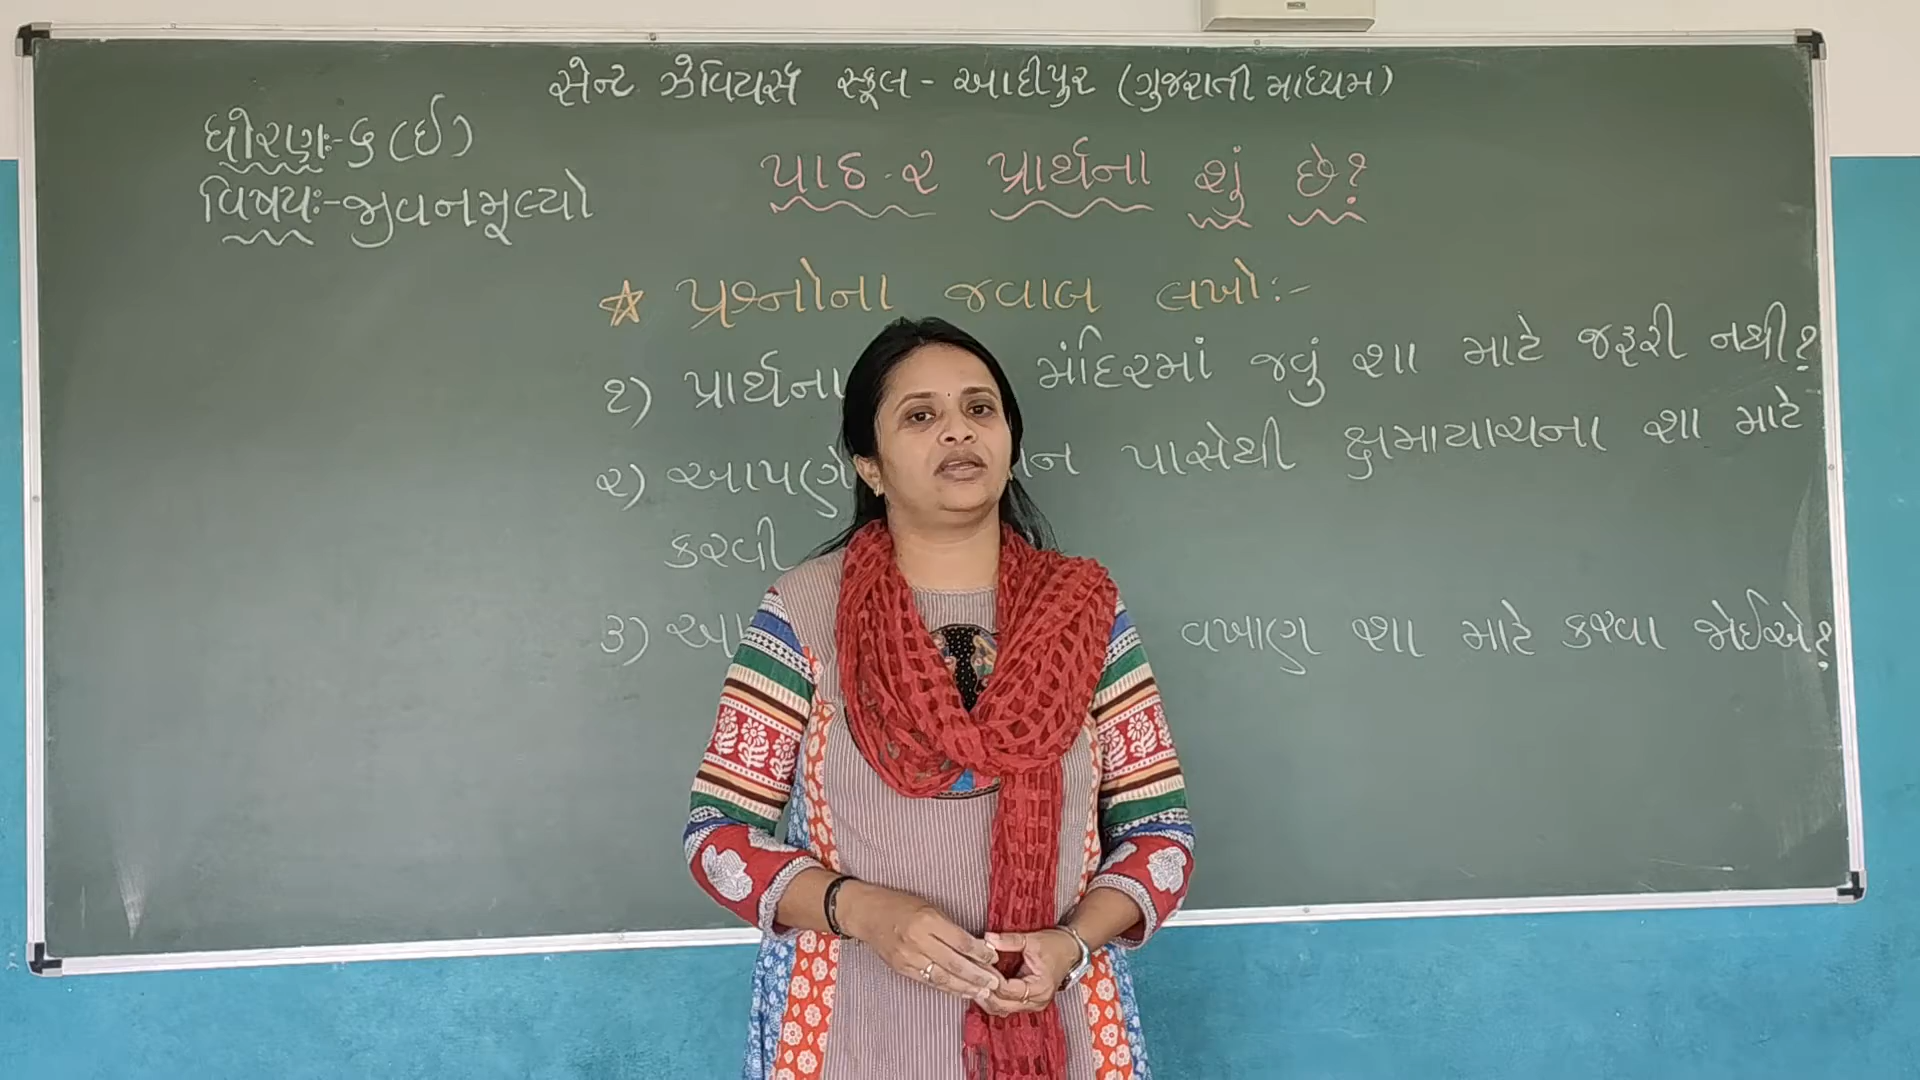 સેન્ટ ઝેવિયર્સ સ્કૂલ - આદીપુર (ગુજરાતી માધ્યમ)
ધોરણઃ- ૬ (ઈ)
વિષયઃ- જીવનમૂલ્યો
પાઠ-૨ પ્રાર્થના શું છે?
પ્રશ્નોના જવાબ લખો:-
૧) પ્રાર્થના મંદિરમાં જવું શા માટે જરૂરી નથી?
૨) આપણે પાસેથી ક્ષમાયાચના શા માટે
કરવી
૩) વખાણ શા માટે કરવા જોઈએ?